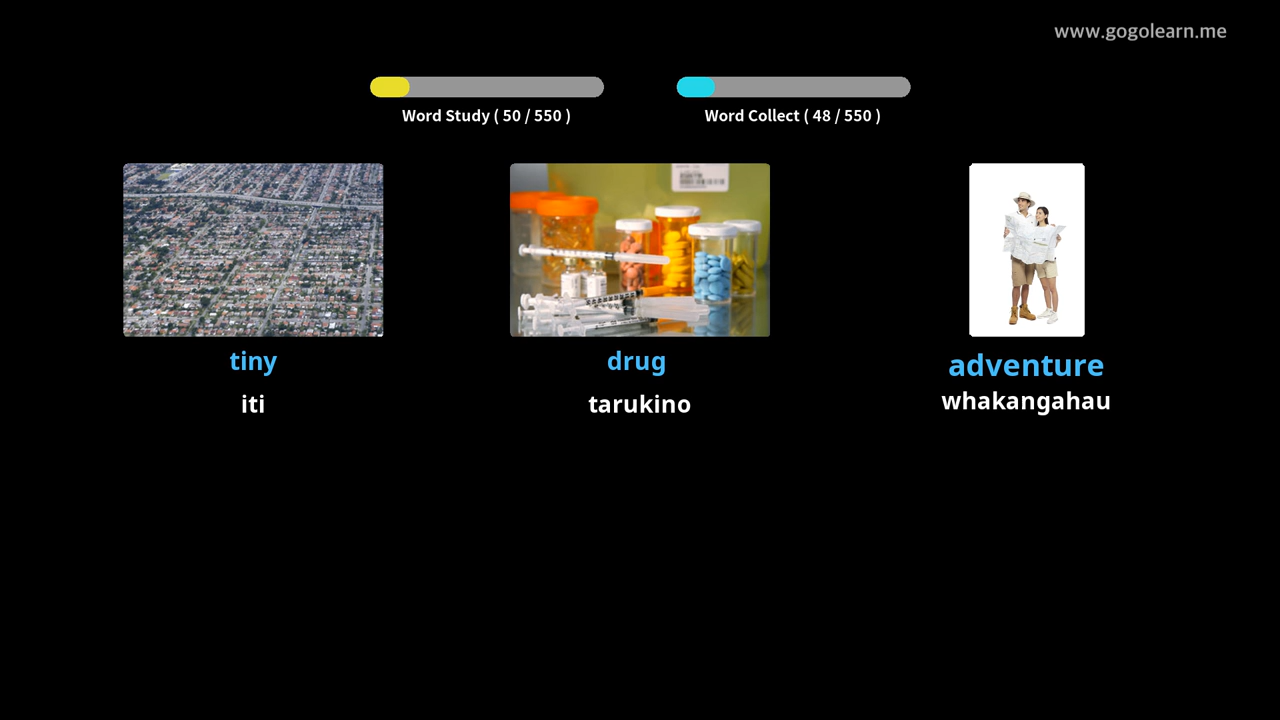 www.gogolearn.me
Word Study ( 50 / 550 )
Word Collect ( 48 / 550 )
tiny
drug
adventure
iti
tarukino
whakangahau